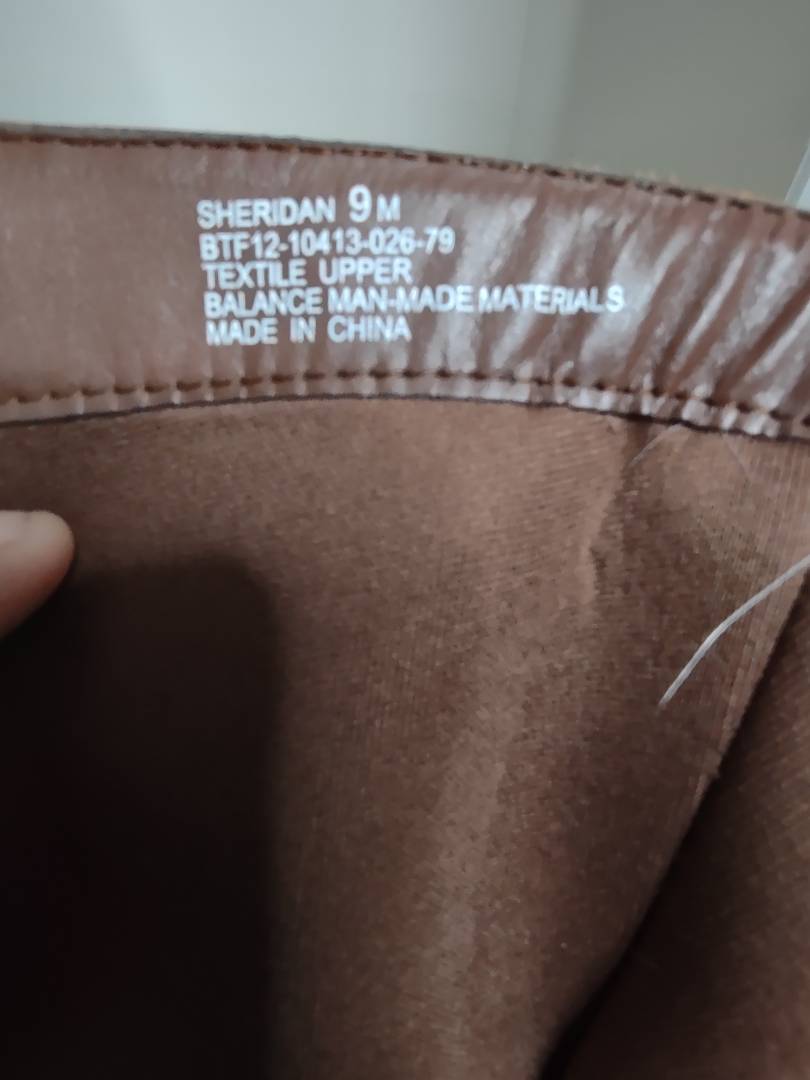 SHERIDAN 9 M
BTF12-10413-026-79
TEXTILE UPPER
BALANCE MAN-MADE MATERIALS
MADE IN CHINA